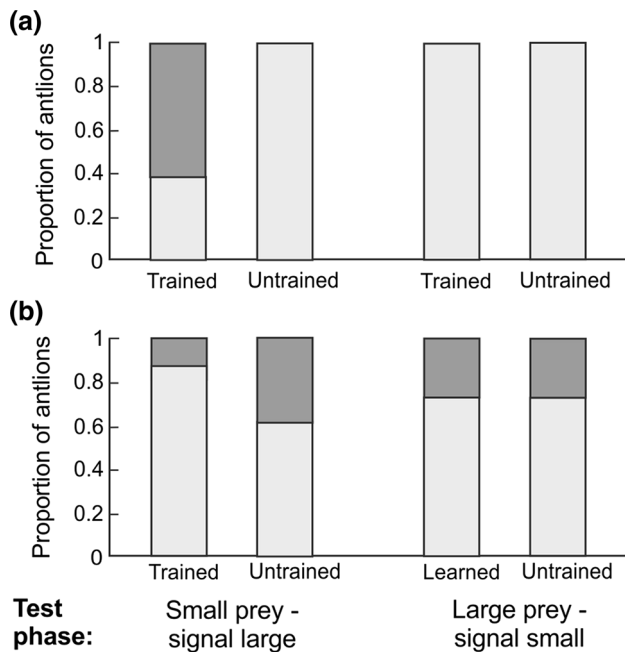 (a)
Proportion of antlions
1
0.8
0.6
0.4
0.2
0
Trained Untrained Trained Untrained
(b)
Proportion of antlions
1
0.8
0.6
0.4
0.2
0
Trained Untrained Learned Untrained
Test phase:
Small prey -
signal large
Large prey -
signal small